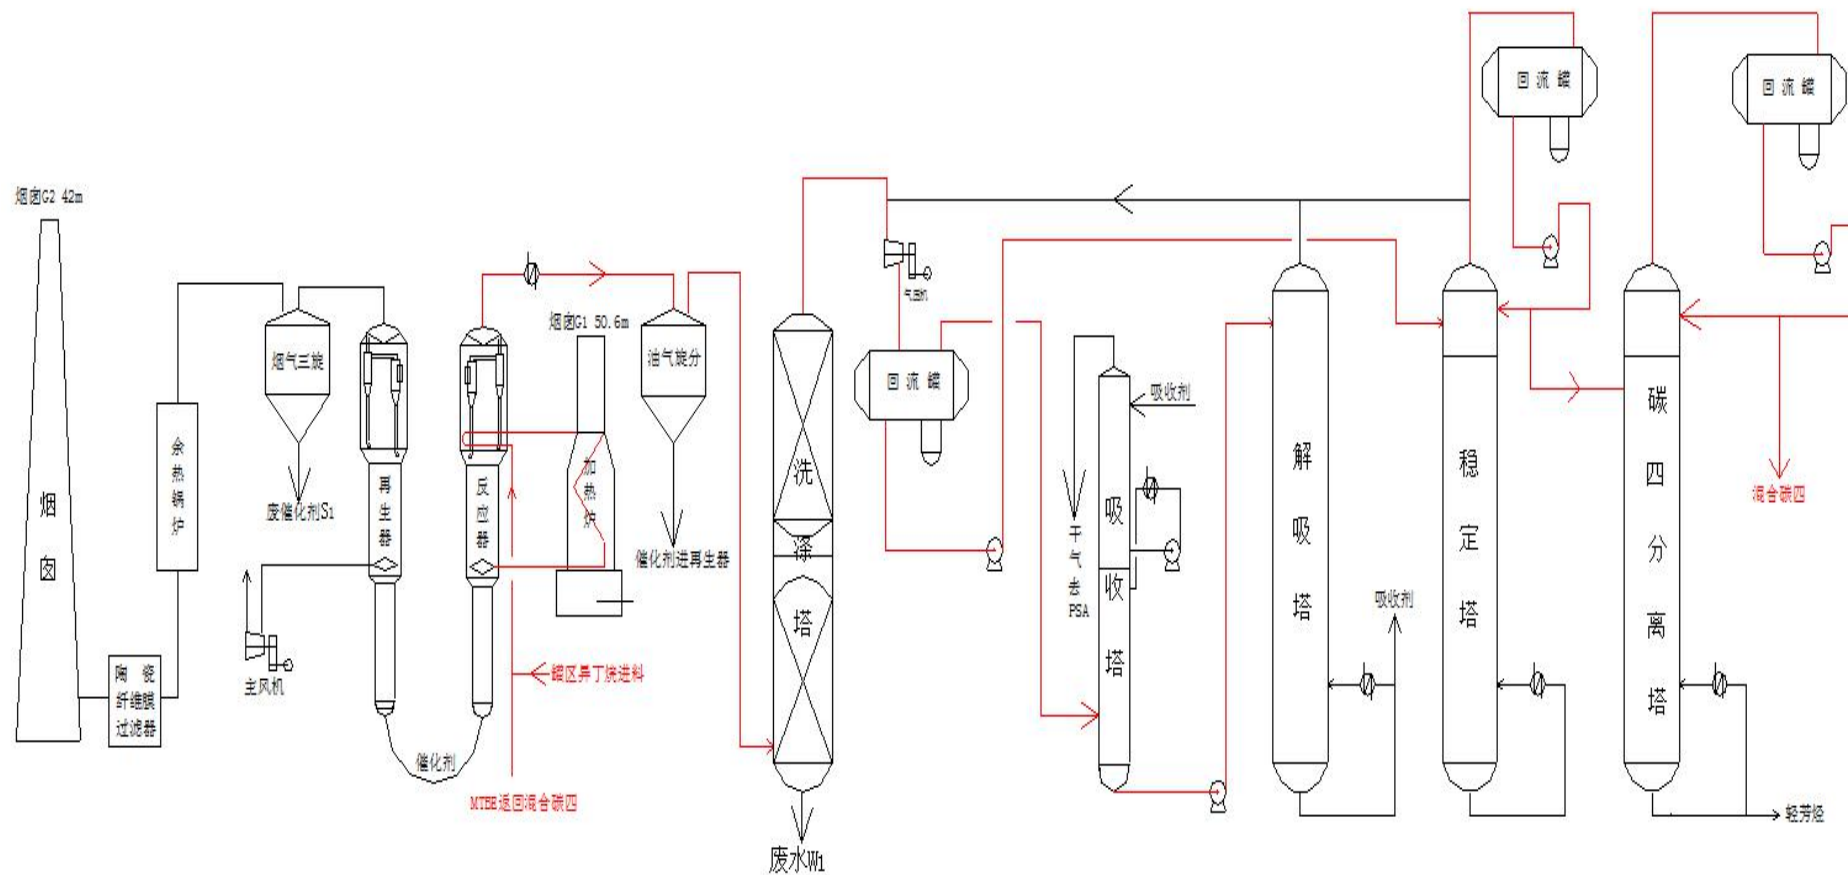 烟囱G2 42m
烟囱
余热锅炉
陶 瓷
纤维膜
过滤器
烟气三旋
废催化剂S1
主风机
再生器
反应器
催化剂
烟囱G1 50.6m
加热炉
油气旋分
催化剂进再生器
罐区异丁烷进料
MTBE返回混合碳四
洗涤塔
废水W1
气压机
回 流 罐
干气去
PSA
吸收剂
吸收塔
解吸塔
吸收剂
稳定塔
回 流 罐
碳四分离塔
回 流 罐
混合碳四
轻芳烃